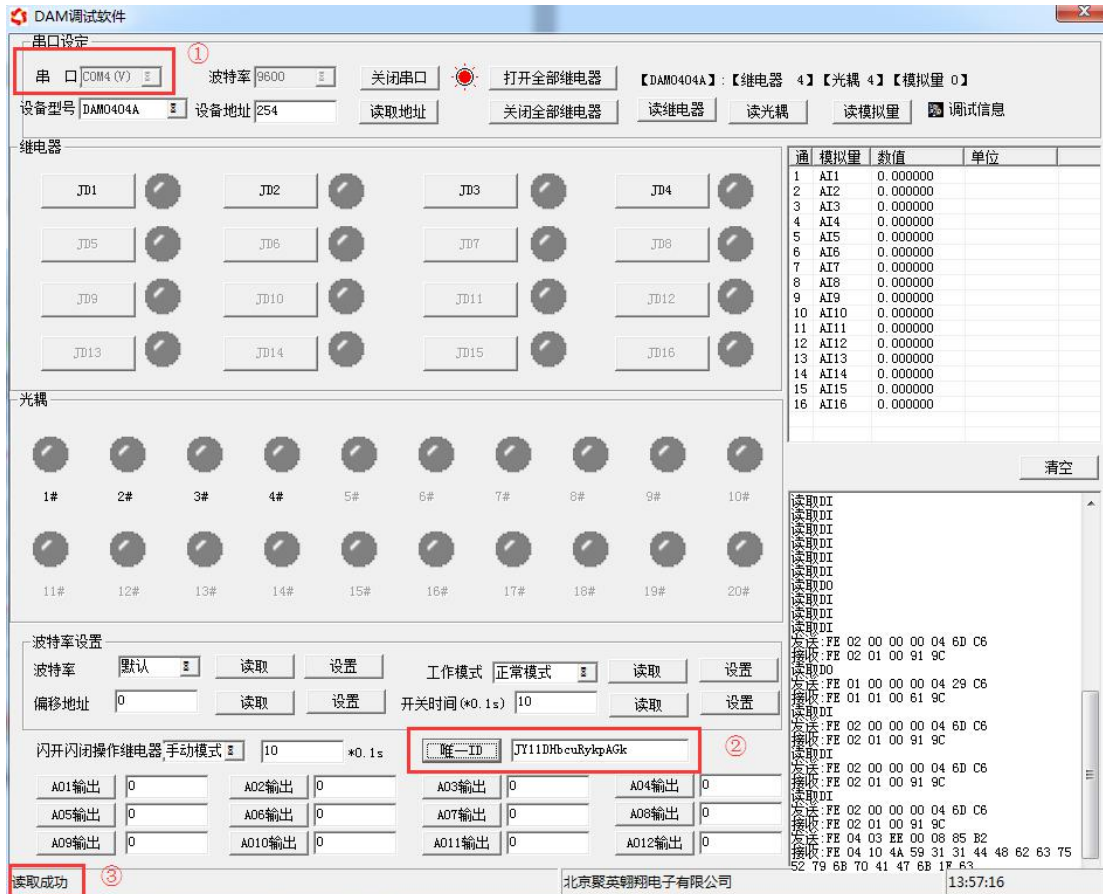 DAM调试软件
串口设定
①
串 口 COM4(V) 波特率 9600 关闭串口 打开全部继电器 【DAM0404A】:【继电器 4】【光耦 4】【模拟量 0】
设备型号 DAM0404A 设备地址 254 读取地址 关闭全部继电器 读继电器 读光耦 读模拟量 调试信息
继电器
JD1 JD2 JD3 JD4
JD5 JD6 JD7 JD8
JD9 JD10 JD11 JD12
JD13 JD14 JD15 JD16
通 模拟量 数值 单位
1 AI1 0.000000
2 AI2 0.000000
3 AI3 0.000000
4 AI4 0.000000
5 AI5 0.000000
6 AI6 0.000000
7 AI7 0.000000
8 AI8 0.000000
9 AI9 0.000000
10 AI10 0.000000
11 AI11 0.000000
12 AI12 0.000000
13 AI13 0.000000
14 AI14 0.000000
15 AI15 0.000000
16 AI16 0.000000
光耦
1# 2# 3# 4# 5# 6# 7# 8# 9# 10#
11# 12# 13# 14# 15# 16# 17# 18# 19# 20#
清空
读取DI
读取DI
读取DI
读取DI
读取DI
读取DI
读取DO
读取DI
读取DI
读取DI
发送:FE 02 00 00 00 04 6D C6
接收:FE 02 01 00 91 9C
读取DO
发送:FE 01 00 00 00 04 29 C6
接收:FE 01 01 00 61 9C
读取DI
发送:FE 02 00 00 00 04 6D C6
接收:FE 02 01 00 91 9C
读取DI
发送:FE 02 00 00 00 04 6D C6
接收:FE 02 01 00 91 9C
读取DI
发送:FE 02 00 00 00 04 6D C6
接收:FE 02 01 00 91 9C
发送:FE 04 03 EE 00 08 85 B2
接收:FE 04 10 4A 59 31 31 44 48 62 63 75
52 79 6B 70 41 47 6B 1F 63
波特率设置
波特率 默认 读取 设置 工作模式 正常模式 读取 设置
偏移地址 0 读取 设置 开关时间(*0.1s) 10 读取 设置
闪开闪闭操作继电器 手动模式 10 *0.1s 唯一ID JY11DHbcuRykpAGk ②
AO1输出 0 AO2输出 0 AO3输出 0 AO4输出 0
AO5输出 0 AO6输出 0 AO7输出 0 AO8输出 0
AO9输出 0 AO10输出 0 AO11输出 0 AO12输出 0
读取成功 ③ 北京聚英翱翔电子有限公司 13:57:16